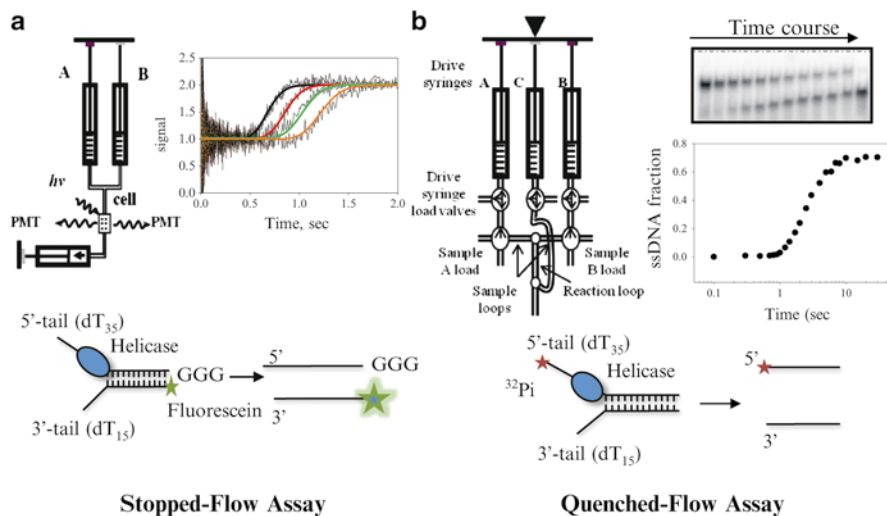 a
A
B
hν
cell
PMT
PMT
signal
2.5
2.0
1.5
1.0
0.5
0.0
0.5
1.0
1.5
2.0
Time, sec
5'-tail (dT35)
Helicase
GGG
Fluorescein
3'-tail (dT15)
5'
GGG
3'
Stopped-Flow Assay
b
Drive
syringes
A
C
B
Drive
syringe
load valves
Sample
A load
Sample
B load
Sample
loops
Reaction loop
Time course
ssDNA fraction
0.8
0.6
0.4
0.2
0.0
0.1
1
10
Time (sec
5'-tail (dT35)
32Pi
Helicase
3'-tail (dT15)
5'
3'
Quenched-Flow Assay